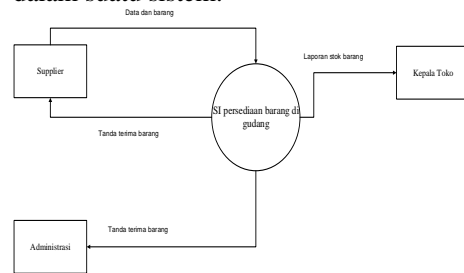 Data dan barang
Supplier
Laporan stok barang
Kepala Toko
SI persediaan barang di
gudang
Tanda terima barang
Tanda terima barang
Administrasi